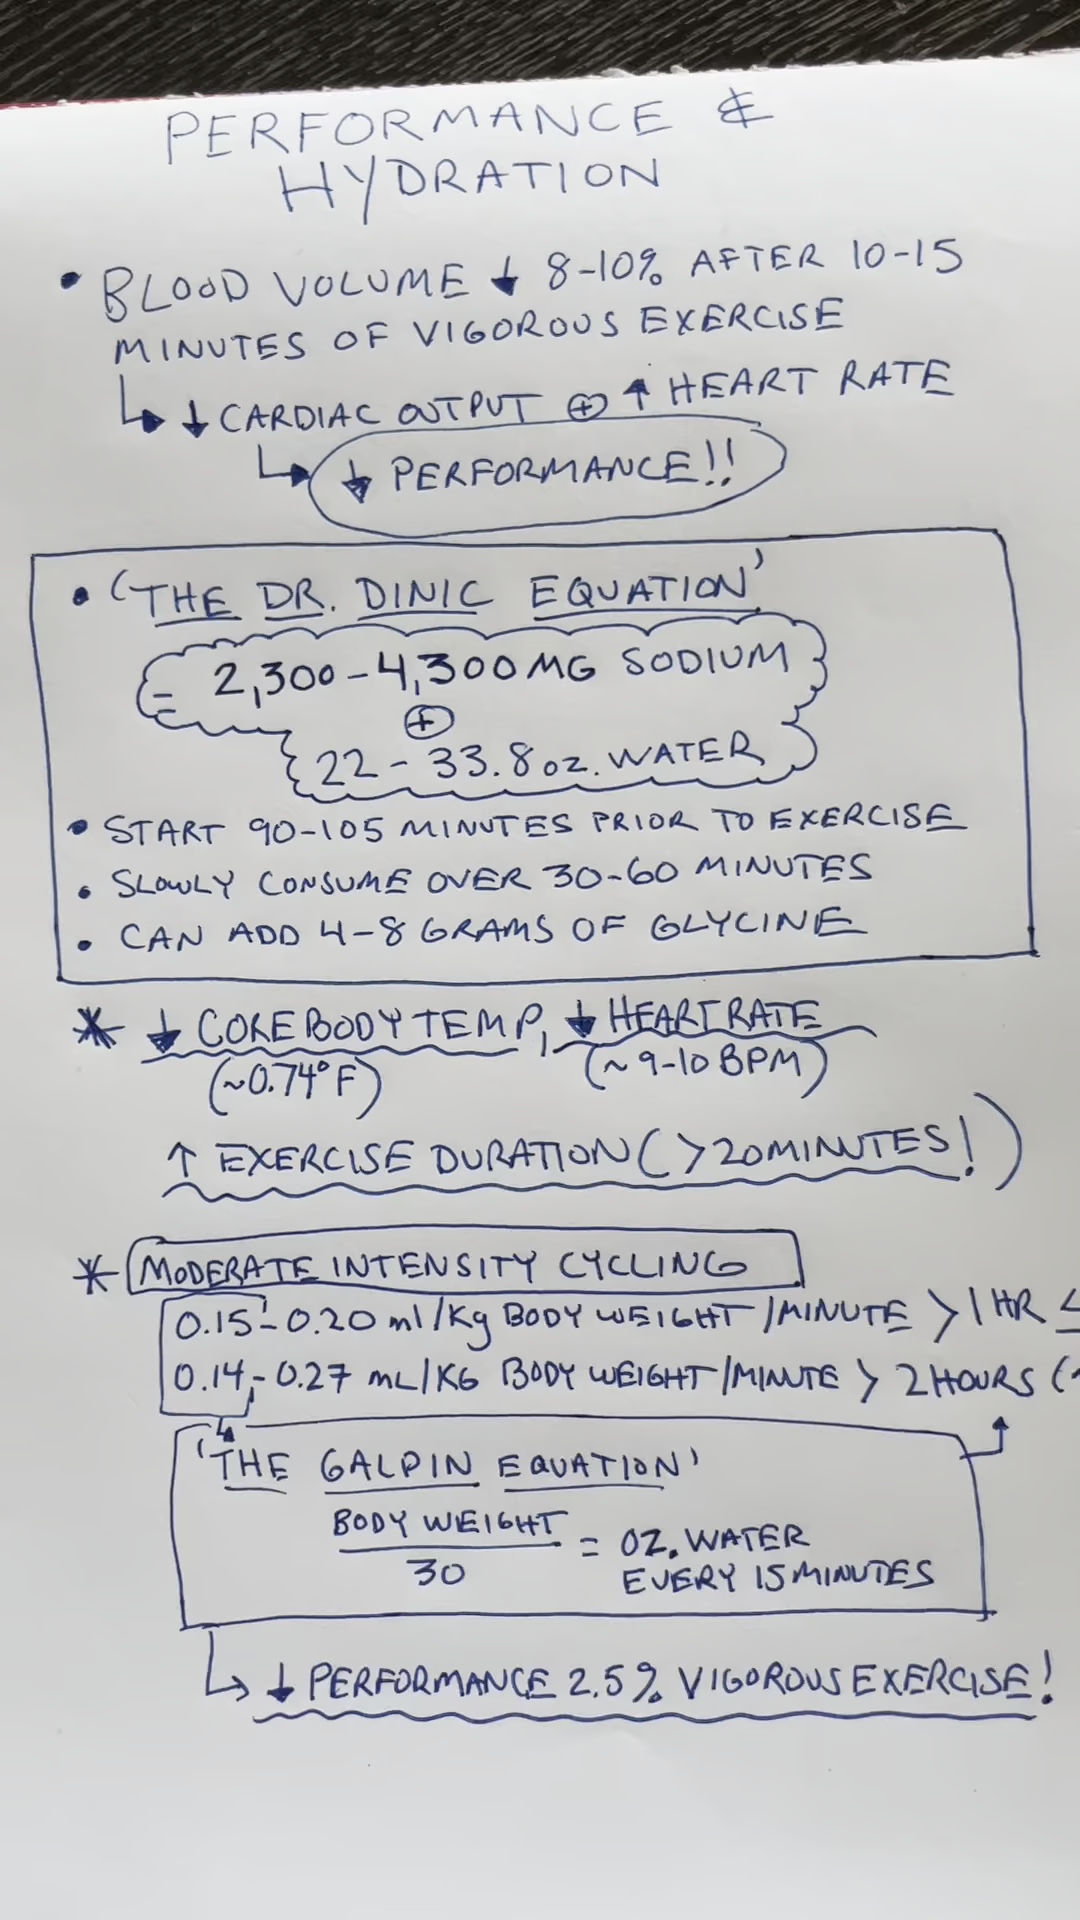 PERFORMANCE &
HYDRATION
• BLOOD VOLUME ↓ 8-10% AFTER 10-15
MINUTES OF VIGOROUS EXERCISE
↳ ↓ CARDIAC OUTPUT ⊕ ↑ HEART RATE
↳ ↓ PERFORMANCE!!
• 'THE DR. DINIC EQUATION'
= 2,300-4,300MG SODIUM
⊕
22-33.8 oz. WATER
• START 90-105 MINUTES PRIOR TO EXERCISE
• SLOWLY CONSUME OVER 30-60 MINUTES
• CAN ADD 4-8 GRAMS OF GLYCINE
* ↓ CORE BODY TEMP, ↓ HEART RATE
(~0.74°F) (~9-10 BPM)
↑ EXERCISE DURATION (>20 MINUTES!)
* MODERATE INTENSITY CYCLING
0.15-0.20 ml/Kg BODY WEIGHT/MINUTE > 1 HR
0.14-0.27 mL/KG BODY WEIGHT/MINUTE > 2 HOURS (
'THE GALPIN EQUATION'
BODY WEIGHT
30
= OZ. WATER
EVERY 15 MINUTES
↳ ↓ PERFORMANCE 2.5% VIGOROUS EXERCISE!